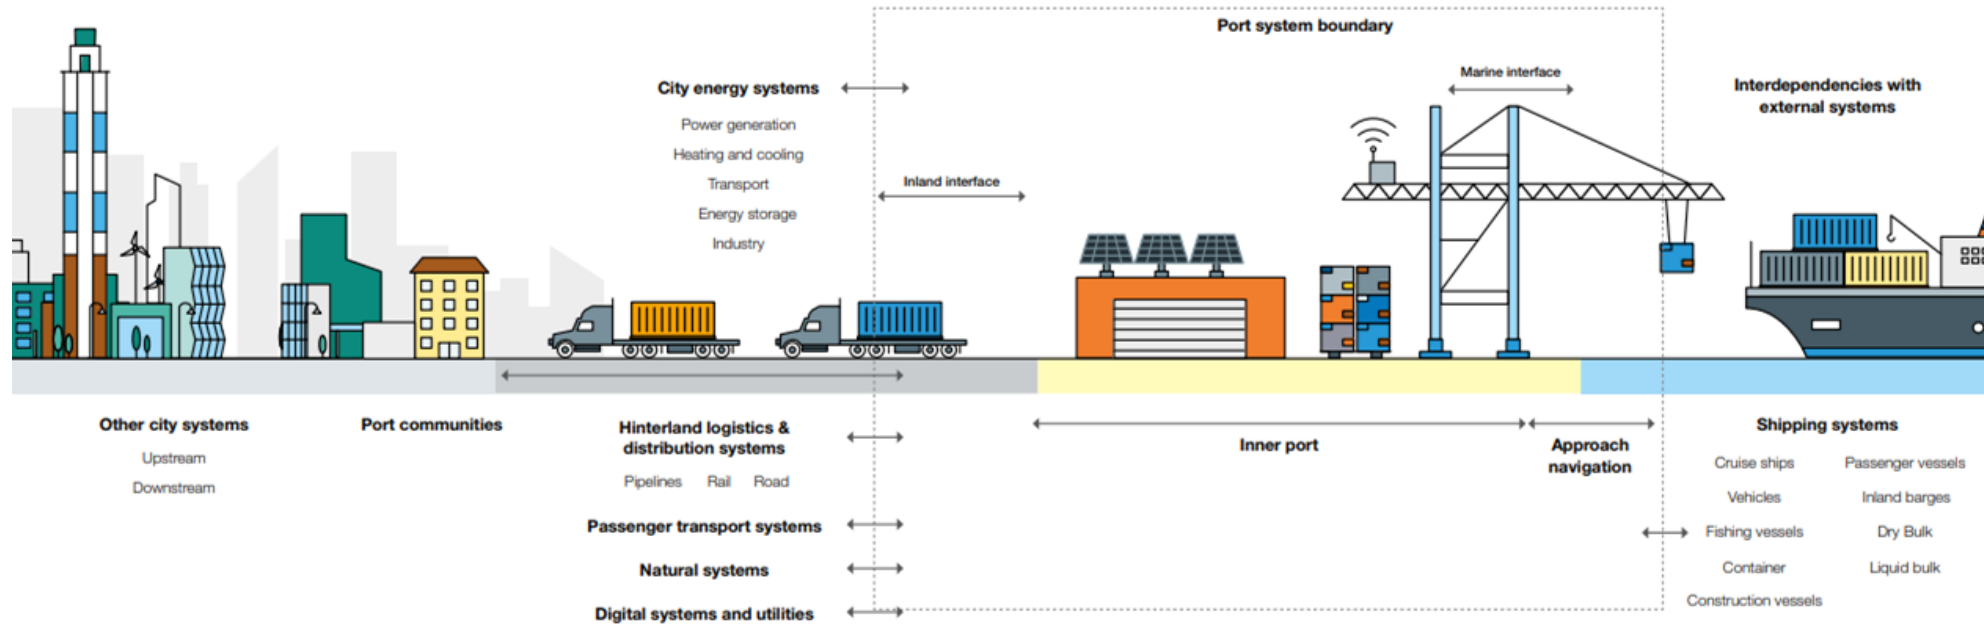 Port system boundary
City energy systems
Power generation
Heating and cooling
Transport
Energy storage
Industry
Inland interface
Marine interface
Interdependencies with
external systems
Other city systems
Upstream
Downstream
Port communities
Hinterland logistics &
distribution systems
Pipelines Rail Road
Passenger transport systems
Natural systems
Digital systems and utilities
Inner port
Approach
navigation
Shipping systems
Cruise ships Passenger vessels
Vehicles Inland barges
Fishing vessels Dry Bulk
Container Liquid bulk
Construction vessels